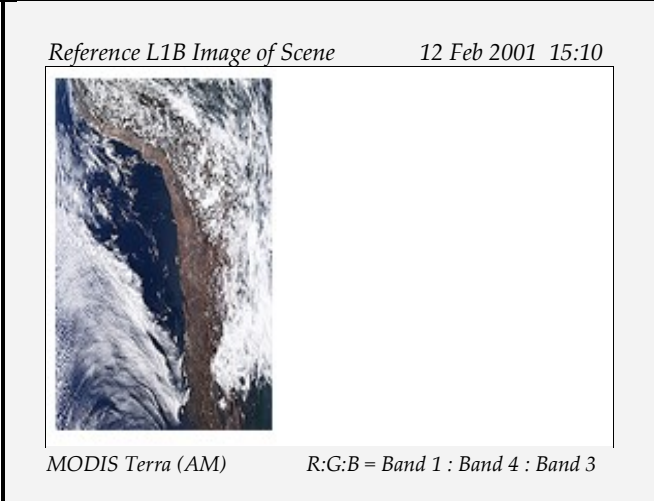 Reference L1B Image of Scene 12 Feb 2001 15:10
MODIS Terra (AM) R:G:B = Band 1 : Band 4 : Band 3